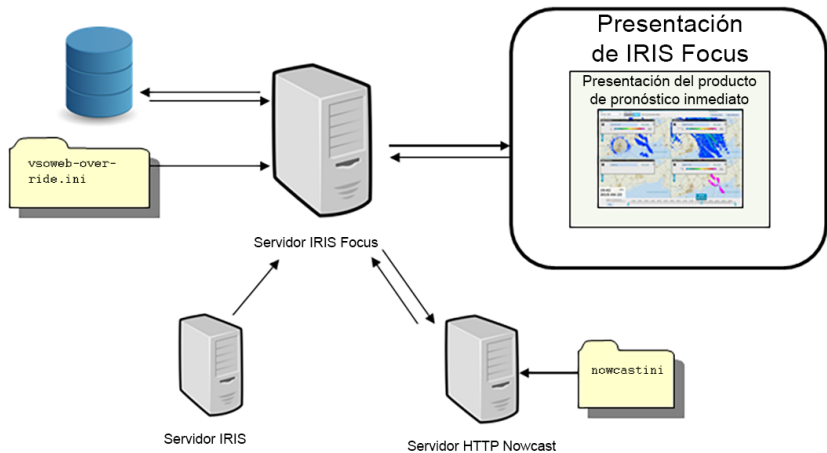 Presentación
de IRIS Focus
Presentación del producto
de pronóstico inmediato
vsoweb-over-
ride.ini
Servidor IRIS Focus
nowcastini
Servidor IRIS
Servidor HTTP Nowcast